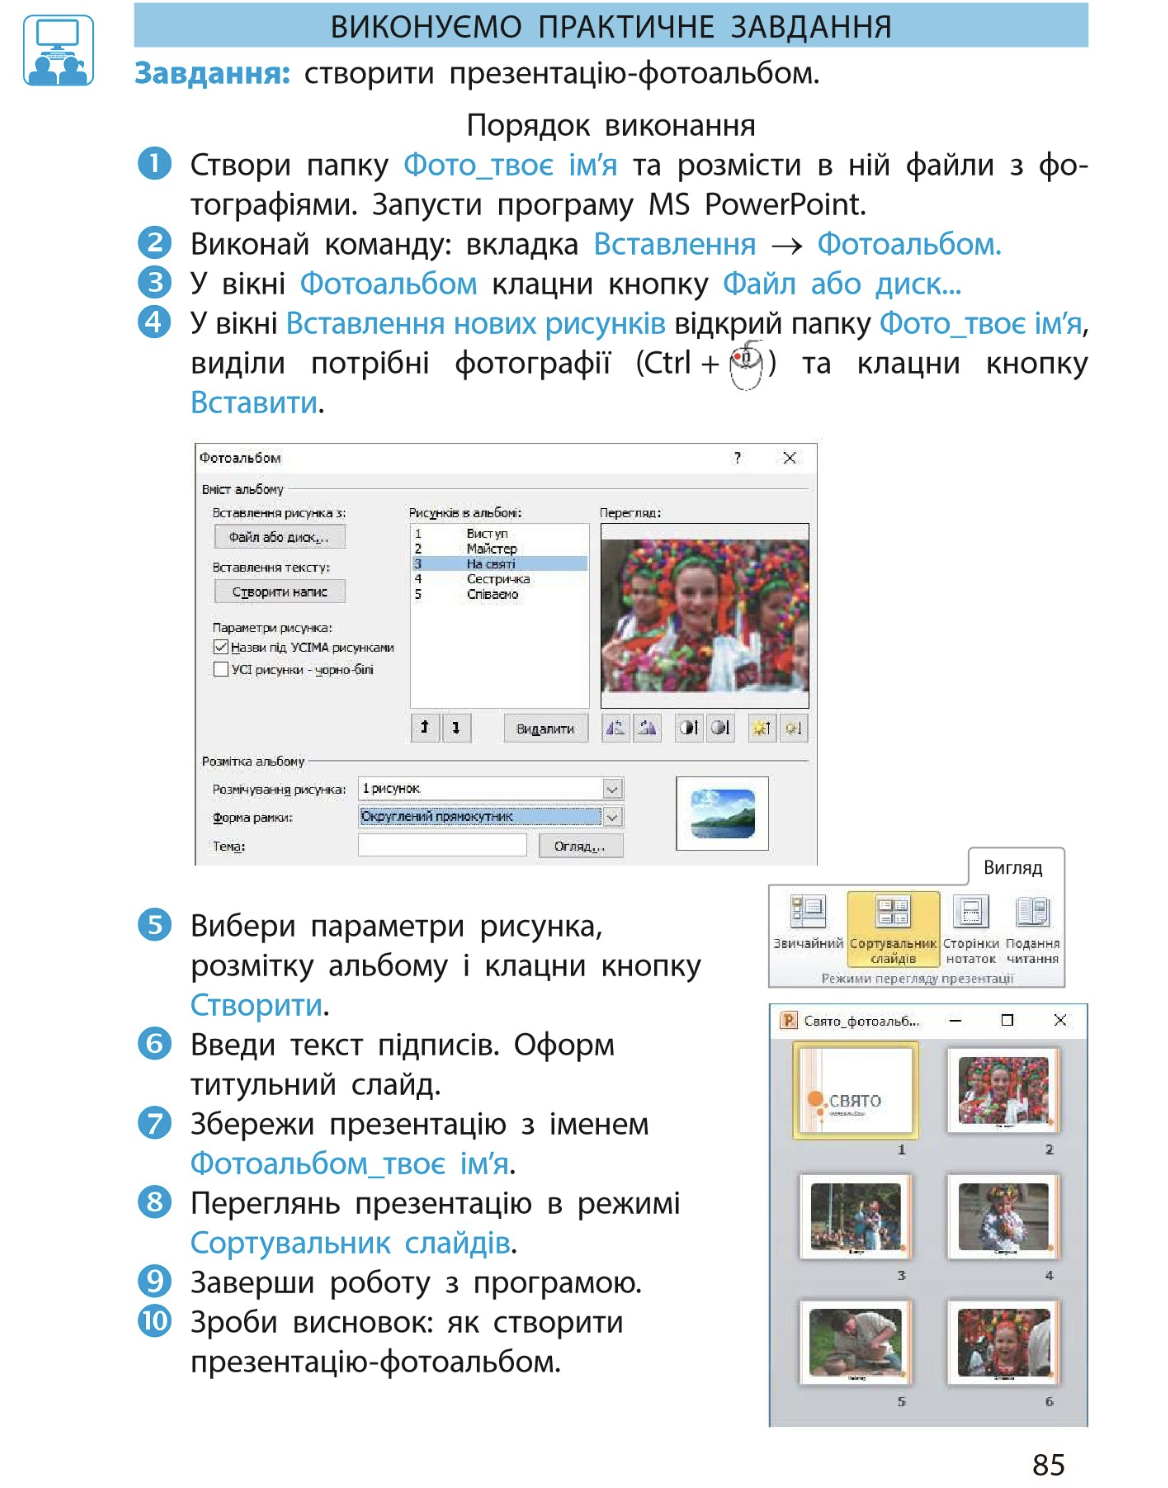 ВИКОНУЄМО ПРАКТИЧНЕ ЗАВДАННЯ
Завдання: створити презентацію-фотоальбом.
Порядок виконання
1 Створи папку Фото_твоє ім’я та розмісти в ній файли з фо-
тографіями. Запусти програму MS PowerPoint.
2 Виконай команду: вкладка Вставлення → Фотоальбом.
3 У вікні Фотоальбом клацни кнопку Файл або диск...
4 У вікні Вставлення нових рисунків відкрий папку Фото_твоє ім’я,
виділи потрібні фотографії (Ctrl + ) та клацни кнопку
Вставити.
Фотоальбом ?
Вміст альбому
Вставлення рисунка з: Рисунків в альбомі: Перегляд:
Файл або диск...
1 Виступ
2 Майстер
3 На святі
4 Сестричка
5 Співаємо
Вставлення тексту:
Створити напис
Параметри рисунка:
Назви під УСІМА рисунками
УСІ рисунки - чорно-білі
Видалити
Розмітка альбому
Розмічування рисунка: 1 рисунок
Форма рамки: Округлений прямокутник
Тема: Огляд...
Вигляд
Звичайний Сортувальник слайдів Сторінки нотаток Подання читання
Режими перегляду презентації
5 Вибери параметри рисунка,
розмітку альбому і клацни кнопку
Створити.
6 Введи текст підписів. Оформ
титульний слайд.
7 Збережи презентацію з іменем
Фотоальбом_твоє ім’я.
8 Переглянь презентацію в режимі
Сортувальник слайдів.
9 Заверши роботу з програмою.
10 Зроби висновок: як створити
презентацію-фотоальбом.
Свято_фотоальб...
СВЯТО
1 2
3 4
5 6
85